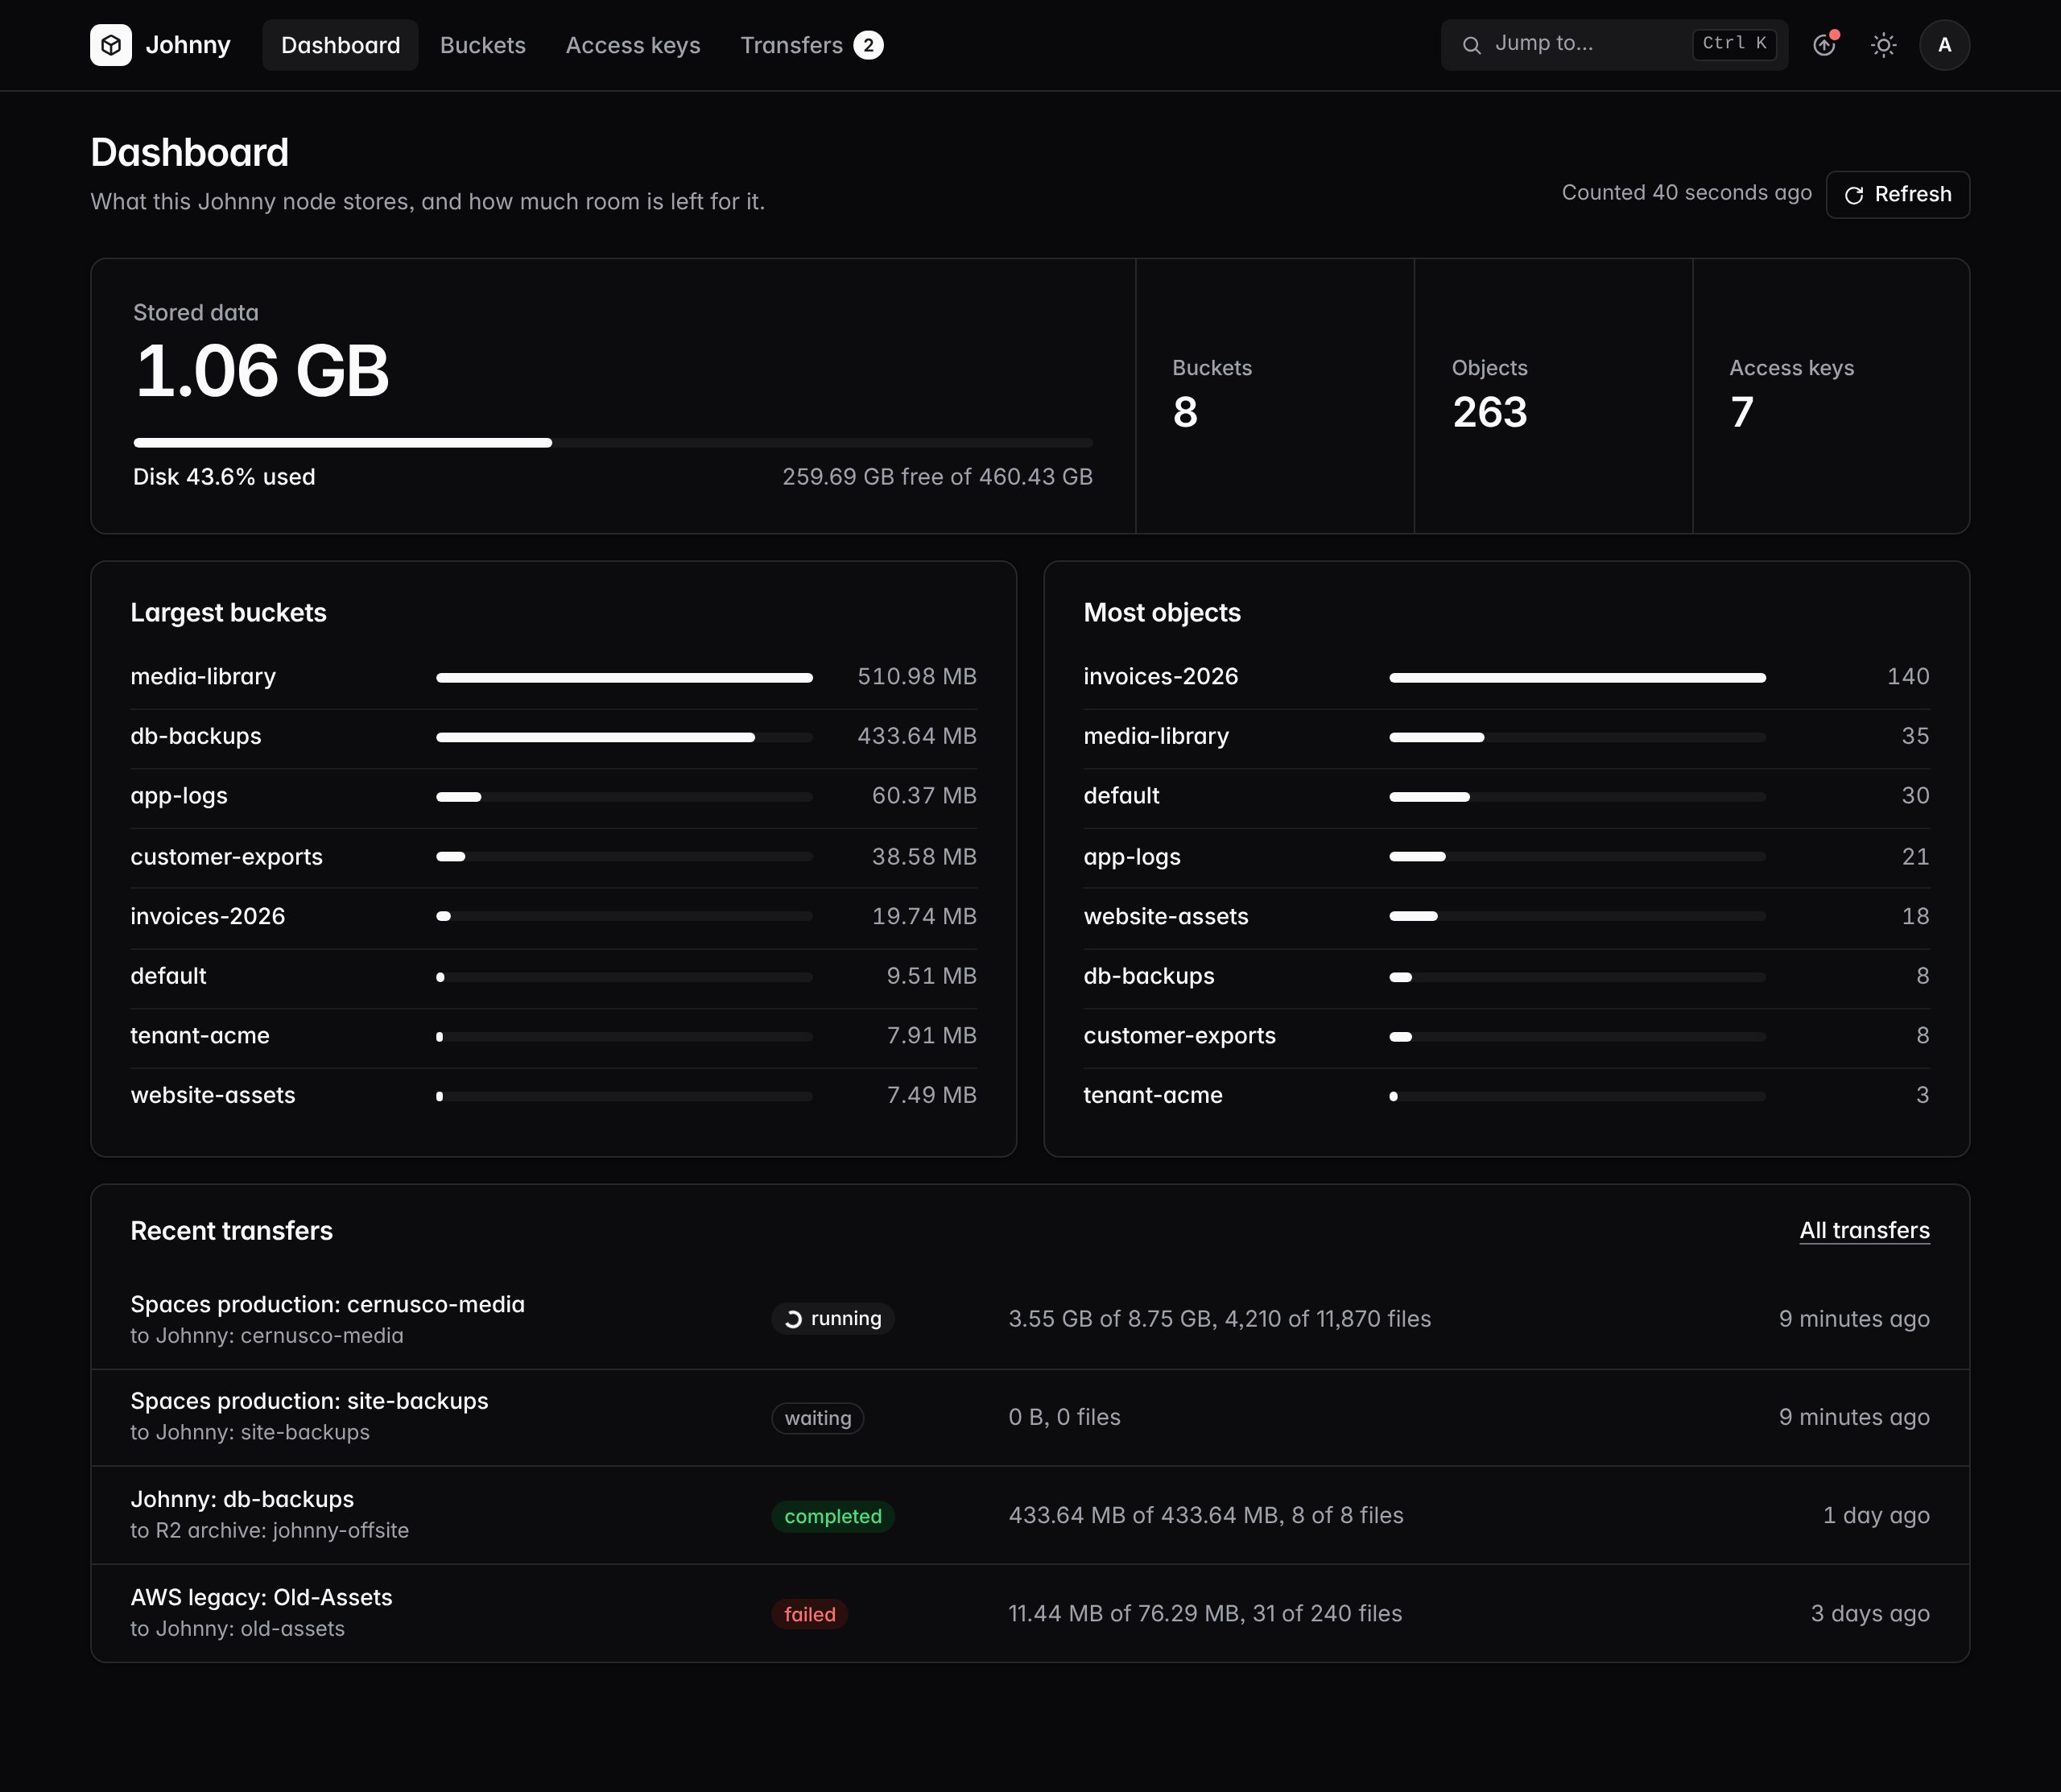 Johnny Dashboard Buckets Access keys Transfers 2 Jump to... Ctrl K A
Dashboard
What this Johnny node stores, and how much room is left for it.
Counted 40 seconds ago Refresh
Stored data
1.06 GB
Disk 43.6% used 259.69 GB free of 460.43 GB
Buckets
8
Objects
263
Access keys
7
Largest buckets
media-library 510.98 MB
db-backups 433.64 MB
app-logs 60.37 MB
customer-exports 38.58 MB
invoices-2026 19.74 MB
default 9.51 MB
tenant-acme 7.91 MB
website-assets 7.49 MB
Most objects
invoices-2026 140
media-library 35
default 30
app-logs 21
website-assets 18
db-backups 8
customer-exports 8
tenant-acme 3
Recent transfers All transfers
Spaces production: cernusco-media
to Johnny: cernusco-media
running 3.55 GB of 8.75 GB, 4,210 of 11,870 files 9 minutes ago
Spaces production: site-backups
to Johnny: site-backups
waiting 0 B, 0 files 9 minutes ago
Johnny: db-backups
to R2 archive: johnny-offsite
completed 433.64 MB of 433.64 MB, 8 of 8 files 1 day ago
AWS legacy: Old-Assets
to Johnny: old-assets
failed 11.44 MB of 76.29 MB, 31 of 240 files 3 days ago